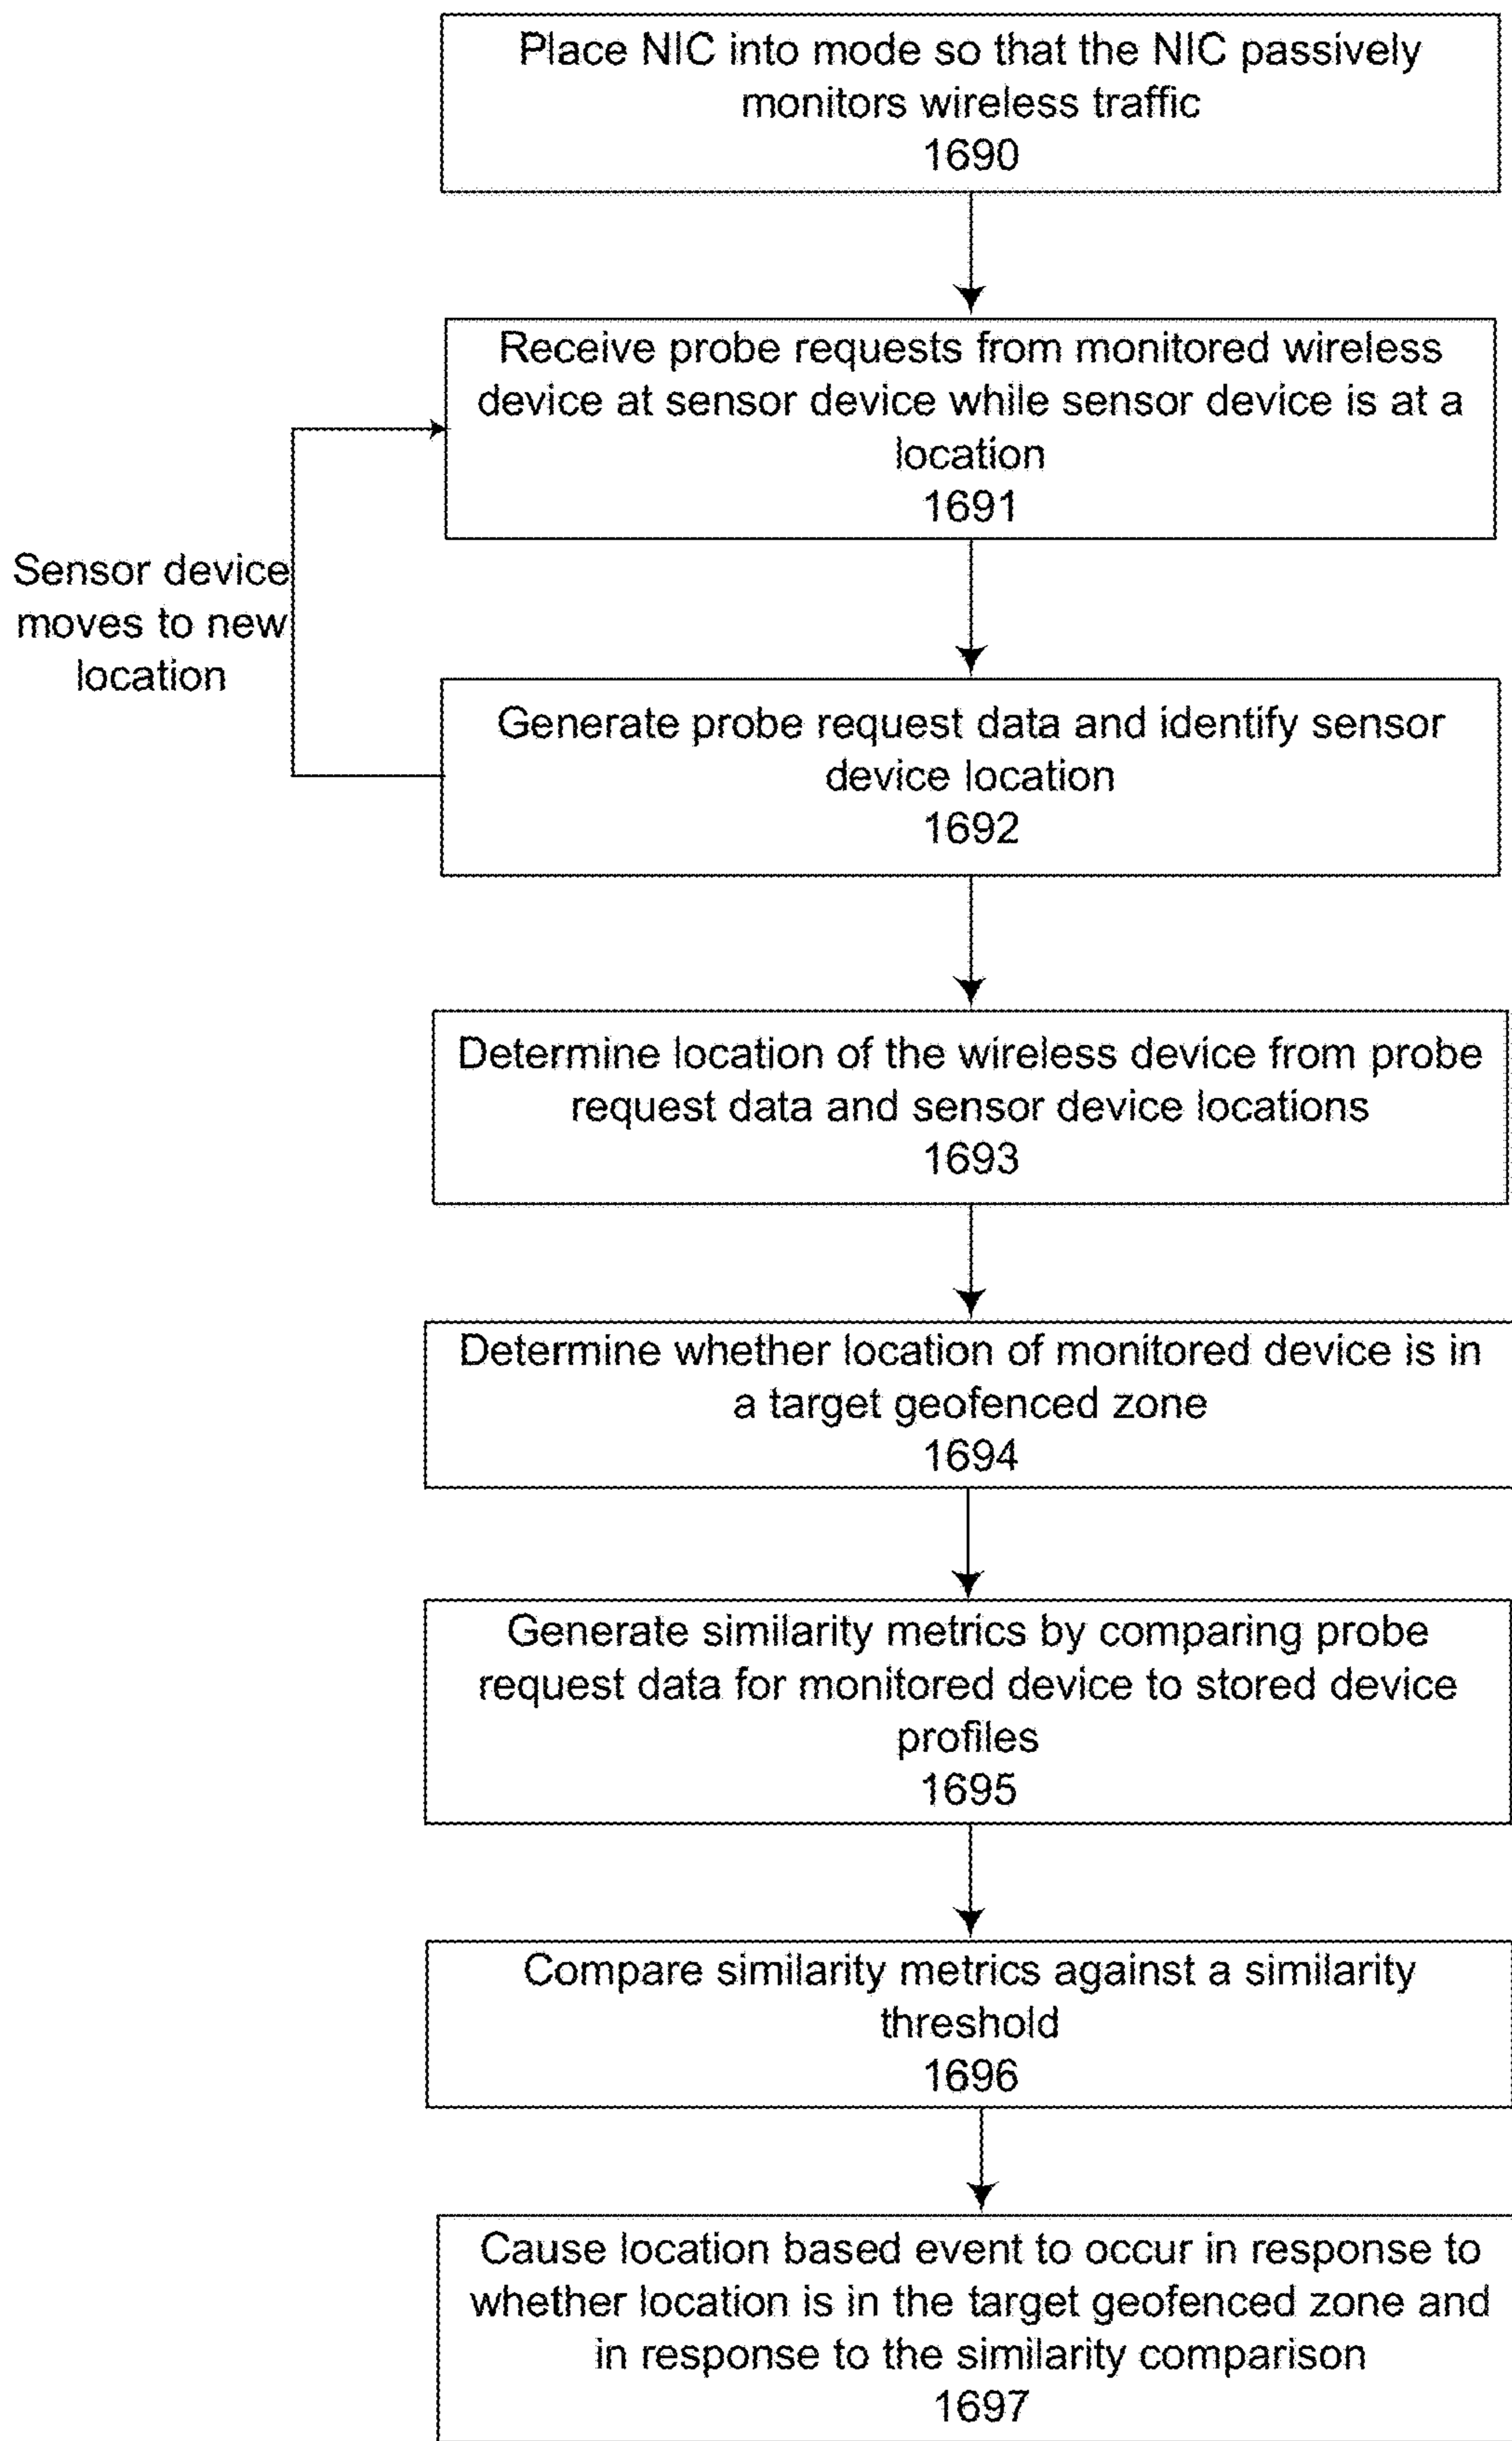 Place NIC into mode so that the NIC passively
monitors wireless traffic
1690
Receive probe requests from monitored wireless
device at sensor device while sensor device is at a
location
1691
Sensor device
moves to new
location
Generate probe request data and identify sensor
device location
1692
Determine location of the wireless device from probe
request data and sensor device locations
1693
Determine whether location of monitored device is in
a target geofenced zone
1694
Generate similarity metrics by comparing probe
request data for monitored device to stored device
profiles
1695
Compare similarity metrics against a similarity
threshold
1696
Cause location based event to occur in response to
whether location is in the target geofenced zone and
in response to the similarity comparison
1697